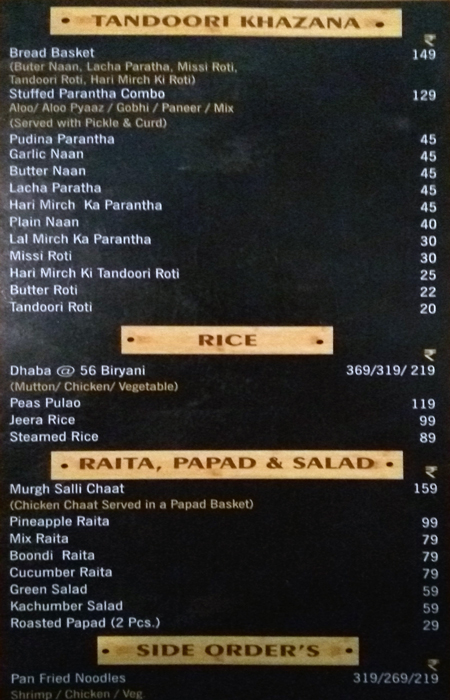 • TANDOORI KHAZANA •
₹
Bread Basket 149
(Buter Naan, Lacha Paratha, Missi Roti,
Tandoori Roti, Hari Mirch Ki Roti)
Stuffed Parantha Combo 129
Aloo/ Aloo Pyaaz / Gobhi / Paneer / Mix
(Served with Pickle & Curd)
Pudina Parantha 45
Garlic Naan 45
Butter Naan 45
Lacha Paratha 45
Hari Mirch Ka Parantha 45
Plain Naan 40
Lal Mirch Ka Parantha 30
Missi Roti 30
Hari Mirch Ki Tandoori Roti 25
Butter Roti 22
Tandoori Roti 20
• RICE •
₹
Dhaba @ 56 Biryani 369/319/ 219
(Mutton/ Chicken/ Vegetable)
Peas Pulao 119
Jeera Rice 99
Steamed Rice 89
• RAITA, PAPAD & SALAD •
₹
Murgh Salli Chaat 159
(Chicken Chaat Served in a Papad Basket)
Pineapple Raita 99
Mix Raita 79
Boondi Raita 79
Cucumber Raita 79
Green Salad 59
Kachumber Salad 59
Roasted Papad (2 Pcs.) 29
• SIDE ORDER'S •
₹
Pan Fried Noodles 319/269/219
Shrimp / Chicken / Veg.